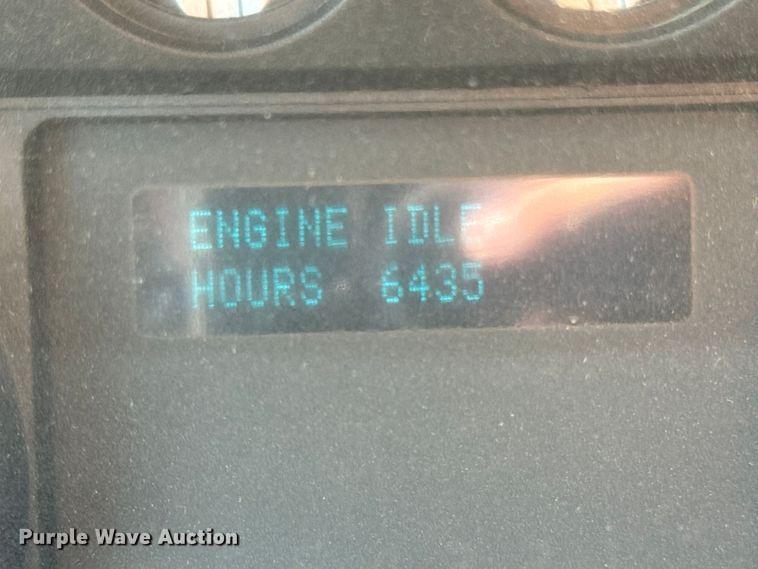 ENGINE IDLE
HOURS 6435
Purple Wave Auction